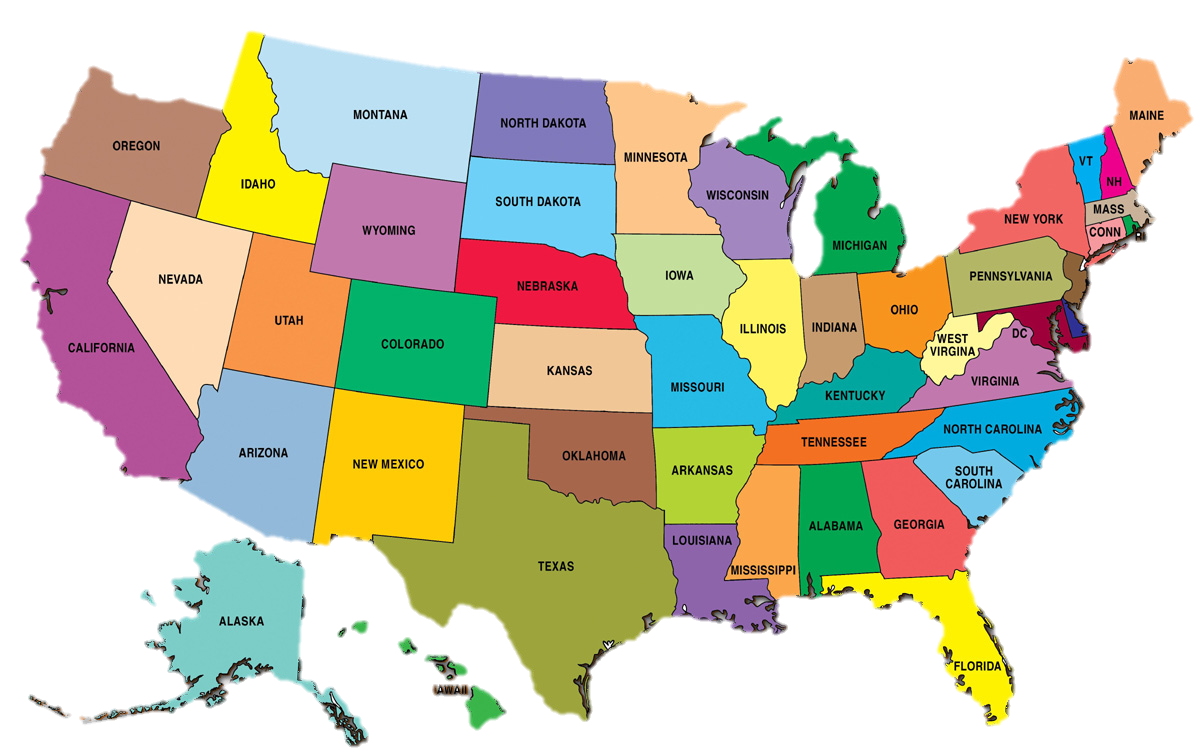 MAINE
MONTANA
NORTH DAKOTA
OREGON
MINNESOTA
VT
NH
IDAHO
WISCONSIN
SOUTH DAKOTA
MASS
NEW YORK
CONN
WYOMING
MICHIGAN
IOWA
PENNSYLVANIA
NEVADA
NEBRASKA
OHIO
UTAH
ILLINOIS
INDIANA
DC
WEST
VIRGINA
COLORADO
CALIFORNIA
KANSAS
VIRGINIA
MISSOURI
KENTUCKY
NORTH CAROLINA
TENNESSEE
ARIZONA
OKLAHOMA
NEW MEXICO
ARKANSAS
SOUTH
CAROLINA
ALABAMA
GEORGIA
LOUISIANA
TEXAS
MISSISSIPPI
ALASKA
FLORIDA
AWAII